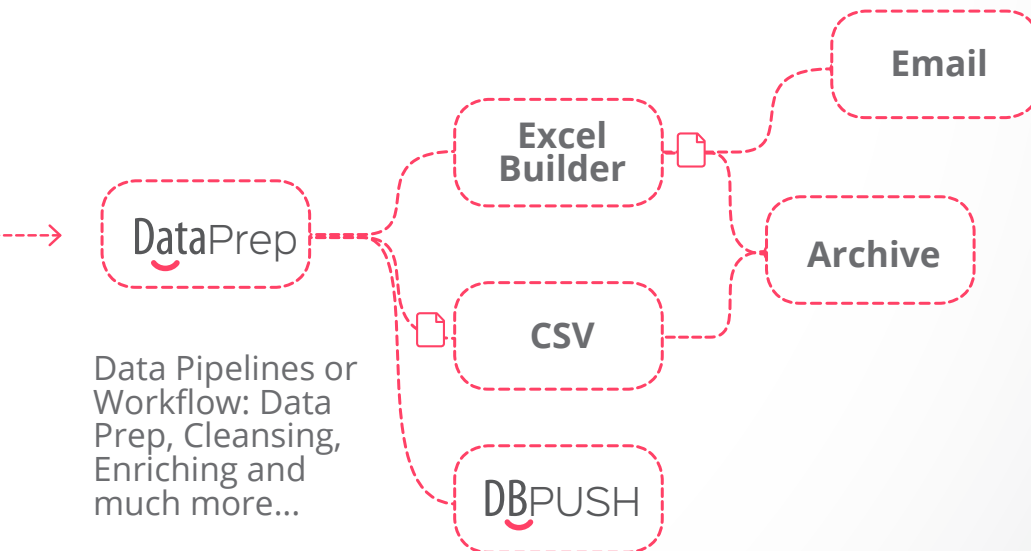 Email
Excel
Builder
DataPrep
Archive
CSV
Data Pipelines or
Workflow: Data
Prep, Cleansing,
Enriching and
much more...
DBPUSH